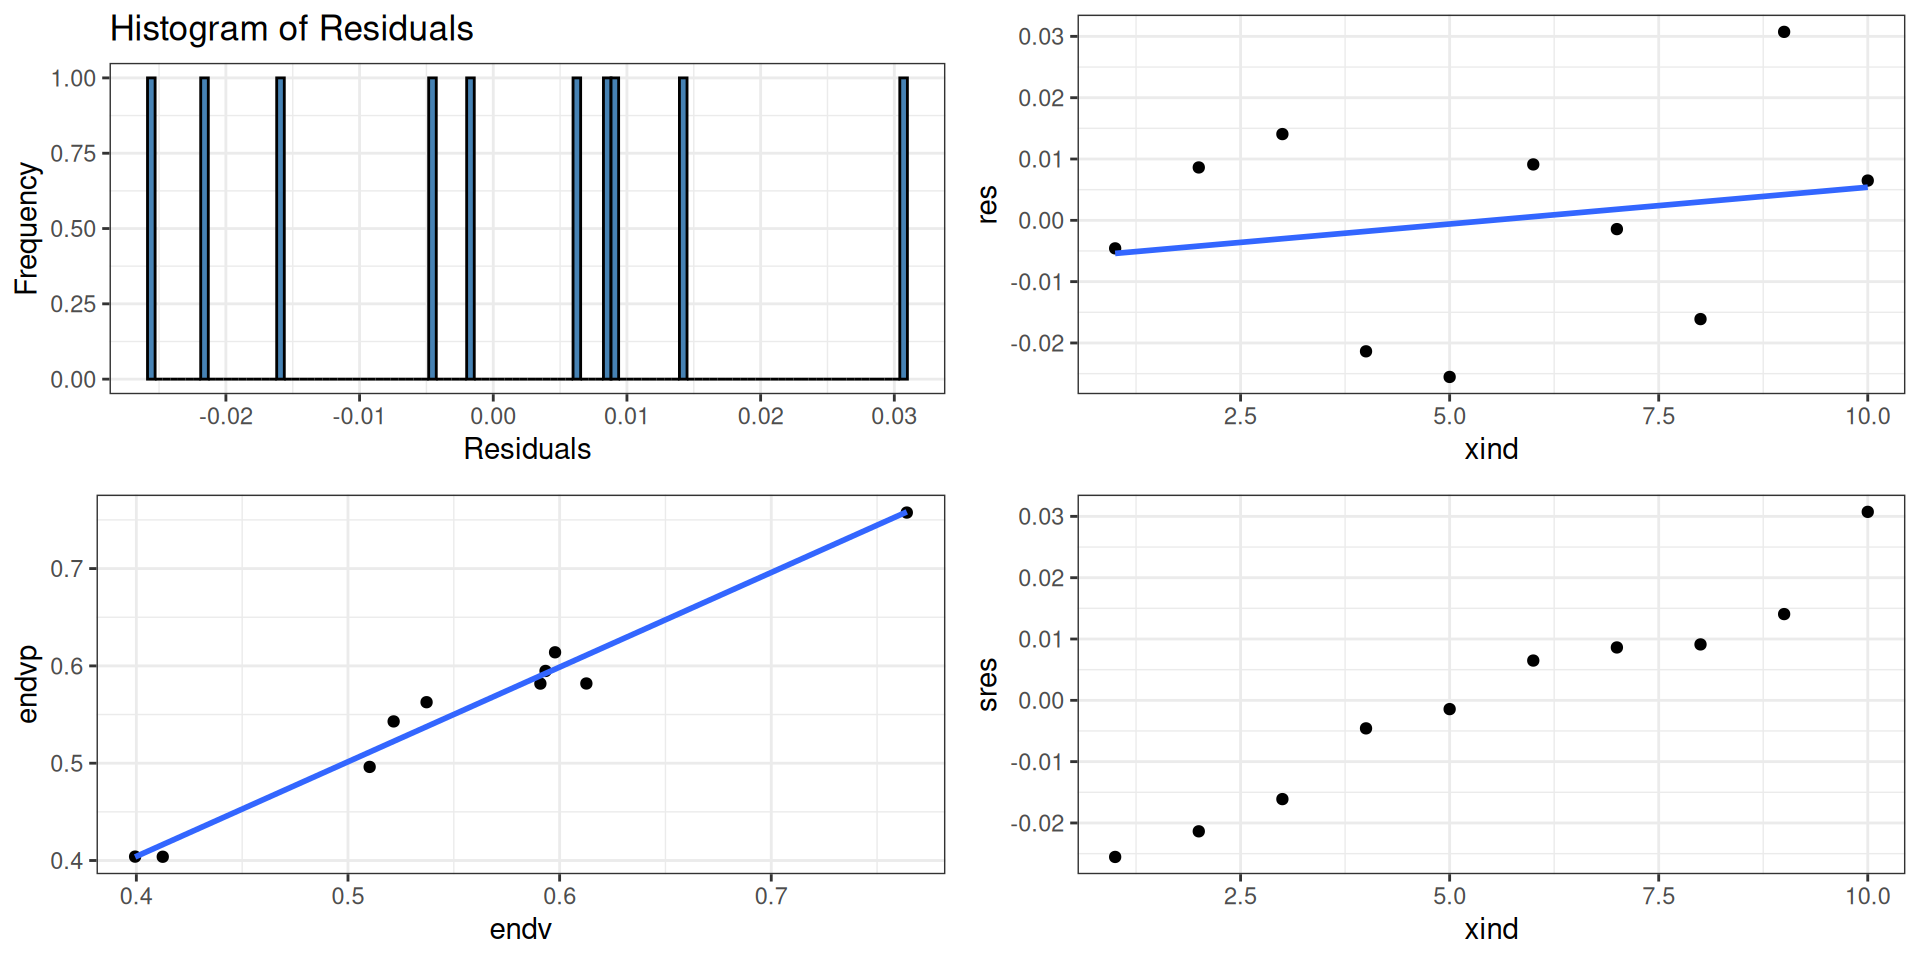 Histogram of Residuals
1.00
0.75
0.50
0.25
0.00
Frequency
-0.02 -0.01 0.00 0.01 0.02 0.03
Residuals
0.03
0.02
0.01
0.00
-0.01
-0.02
res
2.5 5.0 7.5 10.0
xind
0.7
0.6
0.5
0.4
endvp
0.4 0.5 0.6 0.7
endv
0.03
0.02
0.01
0.00
-0.01
-0.02
sres
2.5 5.0 7.5 10.0
xind